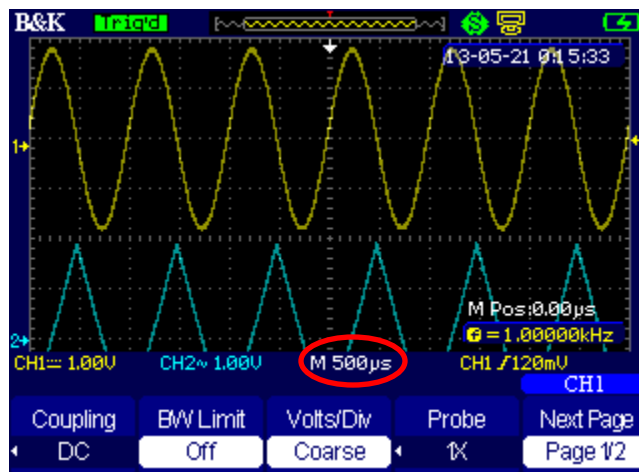 B&K Trig'd
13-05-21 0:15:33
1
M Pos:0.00µs
f = 1.00000kHz
2
CH1⎓ 1.00V CH2~ 1.00V M 500µs CH1 / 120mV
CH1
Coupling BW Limit Volts/Div Probe Next Page
DC Off Coarse 1X Page 1/2